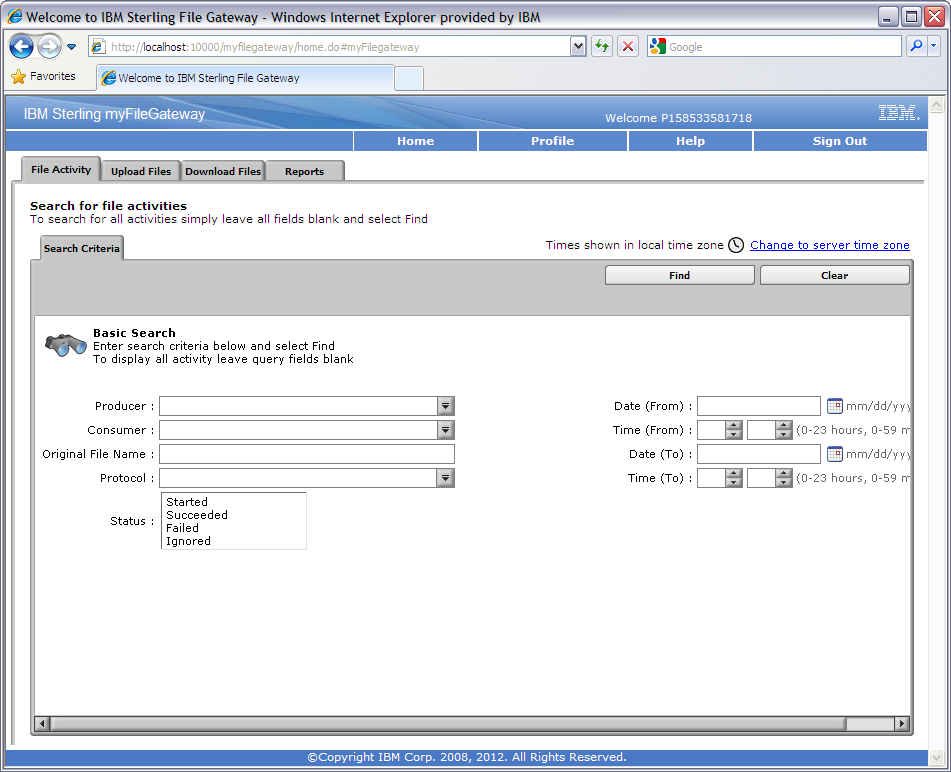 Welcome to IBM Sterling File Gateway - Windows Internet Explorer provided by IBM
http://localhost:10000/myfilegateway/home.do#myFilegateway
Google
Favorites
Welcome to IBM Sterling File Gateway
IBM Sterling myFileGateway
Welcome P158533581718
IBM.
Home Profile Help Sign Out
File Activity Upload Files Download Files Reports
Search for file activities
To search for all activities simply leave all fields blank and select Find
Times shown in local time zone Change to server time zone
Search Criteria
Find Clear
Basic Search
Enter search criteria below and select Find
To display all activity leave query fields blank
Producer : Date (From) : mm/dd/yyy
Consumer : Time (From) : (0-23 hours, 0-59 m
Original File Name : Date (To) : mm/dd/yyy
Protocol : Time (To) : (0-23 hours, 0-59 m
Status :
Started
Succeeded
Failed
Ignored
©Copyright IBM Corp. 2008, 2012. All Rights Reserved.